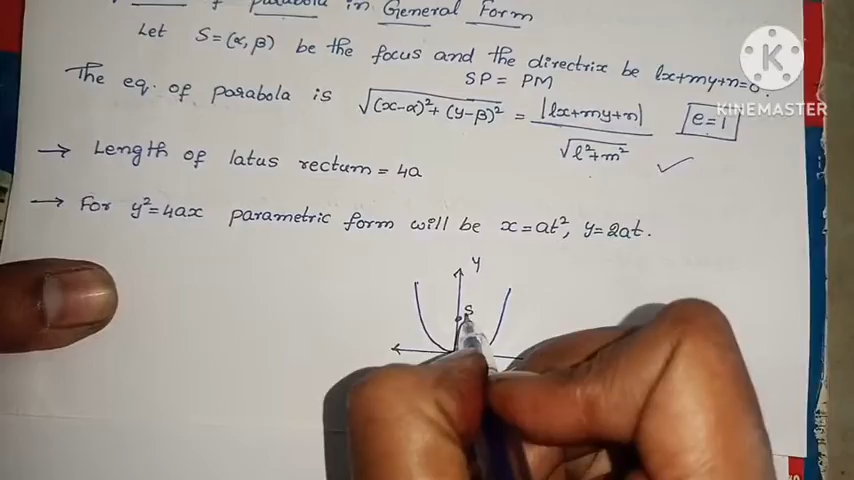 parabola in General Form
Let S=(α, β) be the focus and the directrix be lx+my+n=0.
SP = PM
The eq. of parabola is √(x-α)²+(y-β)² = |lx+my+n| / √l²+m² e=1
→ Length of latus rectum = 4a
→ For y²=4ax parametric form will be x=at², y=2at.
y
S
K
KINEMASTER